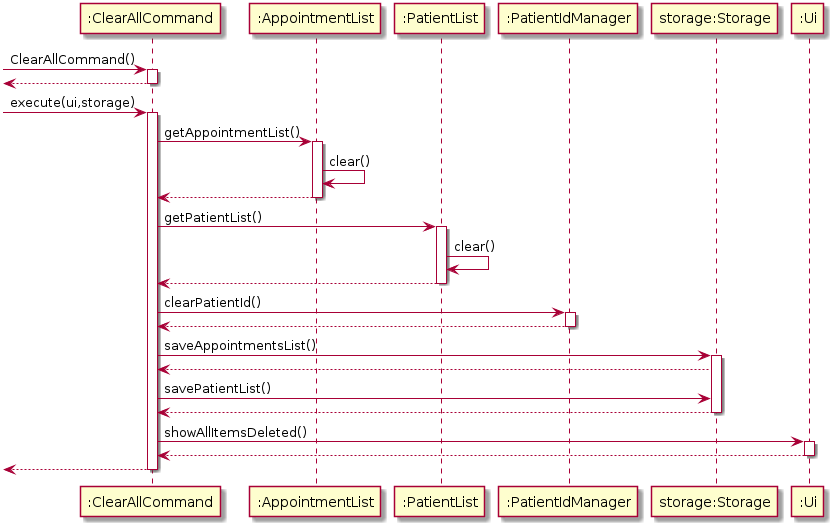 :ClearAllCommand :AppointmentList :PatientList :PatientIdManager storage:Storage :Ui
ClearAllCommand()
execute(ui,storage)
getAppointmentList()
clear()
getPatientList()
clear()
clearPatientId()
saveAppointmentsList()
savePatientList()
showAllItemsDeleted()
:ClearAllCommand :AppointmentList :PatientList :PatientIdManager storage:Storage :Ui